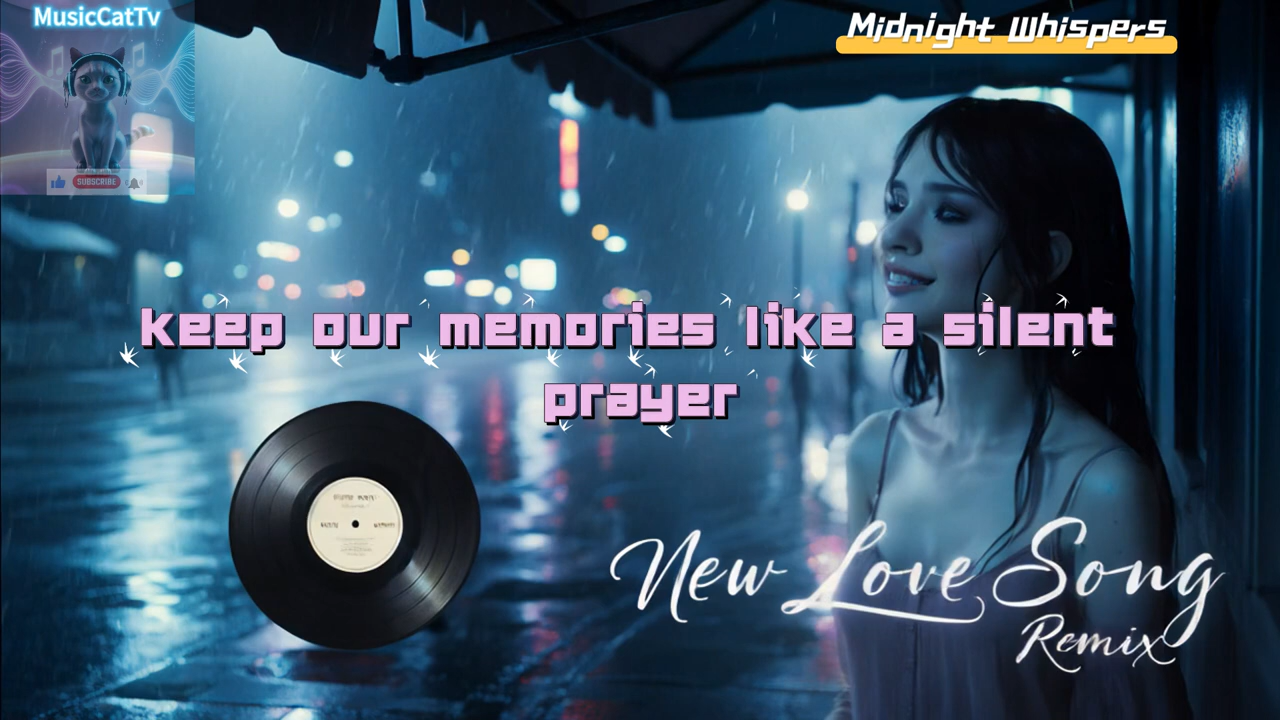 MusicCatTv
Midnight Whispers
SUBSCRIBE
keep our memories like a silent
prayer
New Love Song
Remix